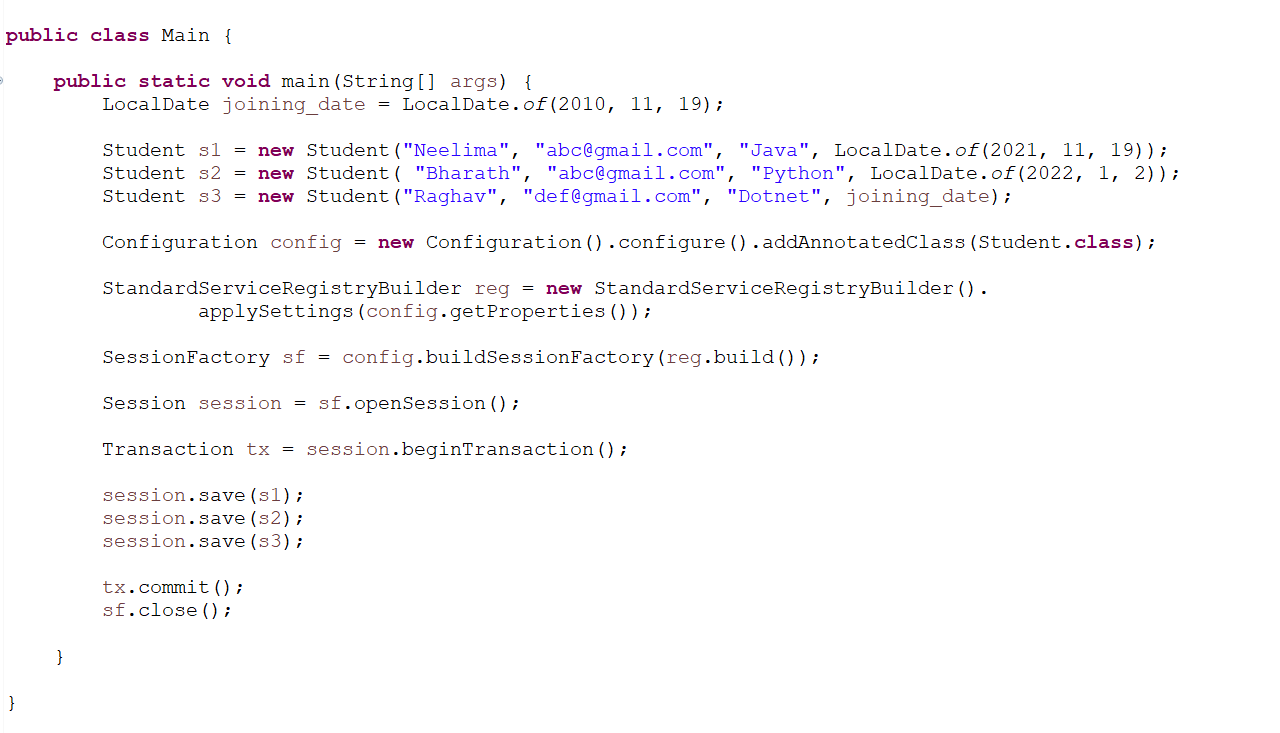 public class Main {
public static void main(String[] args) {
LocalDate joining_date = LocalDate.of(2010, 11, 19);
Student s1 = new Student("Neelima", "abc@gmail.com", "Java", LocalDate.of(2021, 11, 19));
Student s2 = new Student( "Bharath", "abc@gmail.com", "Python", LocalDate.of(2022, 1, 2));
Student s3 = new Student("Raghav", "def@gmail.com", "Dotnet", joining_date);
Configuration config = new Configuration().configure().addAnnotatedClass(Student.class);
StandardServiceRegistryBuilder reg = new StandardServiceRegistryBuilder().
applySettings(config.getProperties());
SessionFactory sf = config.buildSessionFactory(reg.build());
Session session = sf.openSession();
Transaction tx = session.beginTransaction();
session.save(s1);
session.save(s2);
session.save(s3);
tx.commit();
sf.close();
}
}